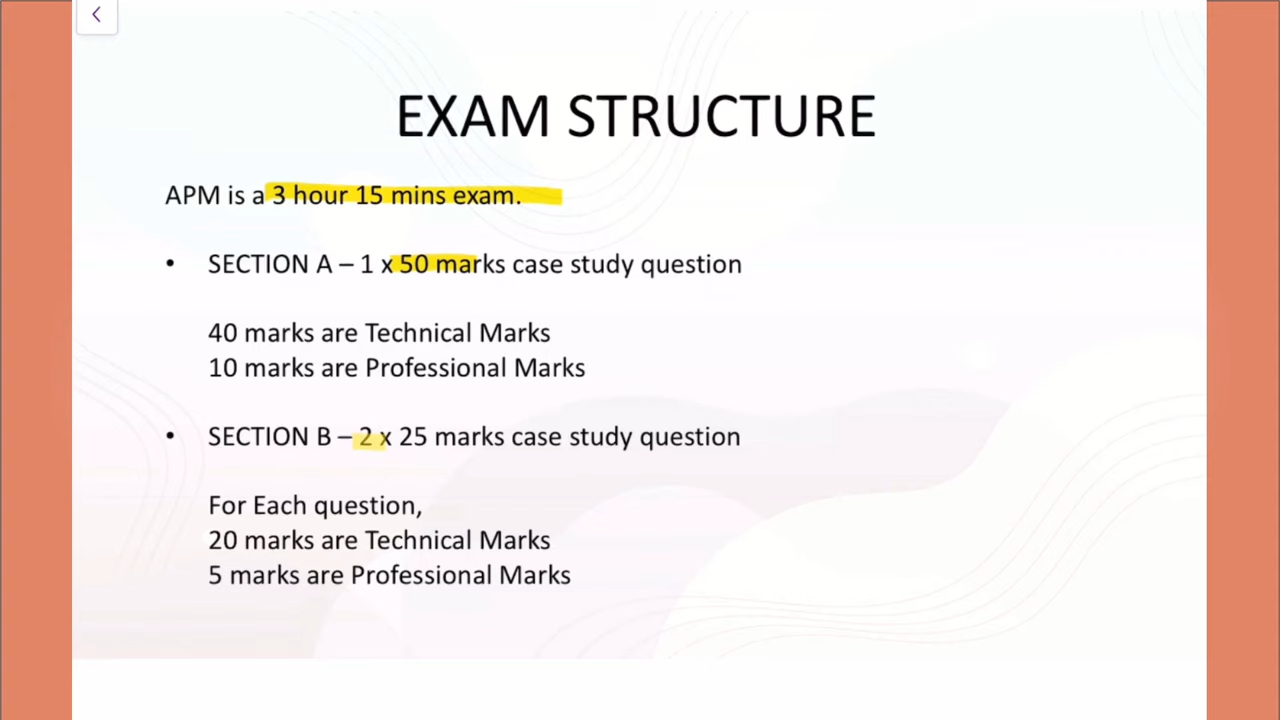 EXAM STRUCTURE
APM is a 3 hour 15 mins exam.
• SECTION A – 1 x 50 marks case study question
40 marks are Technical Marks
10 marks are Professional Marks
• SECTION B – 2 x 25 marks case study question
For Each question,
20 marks are Technical Marks
5 marks are Professional Marks